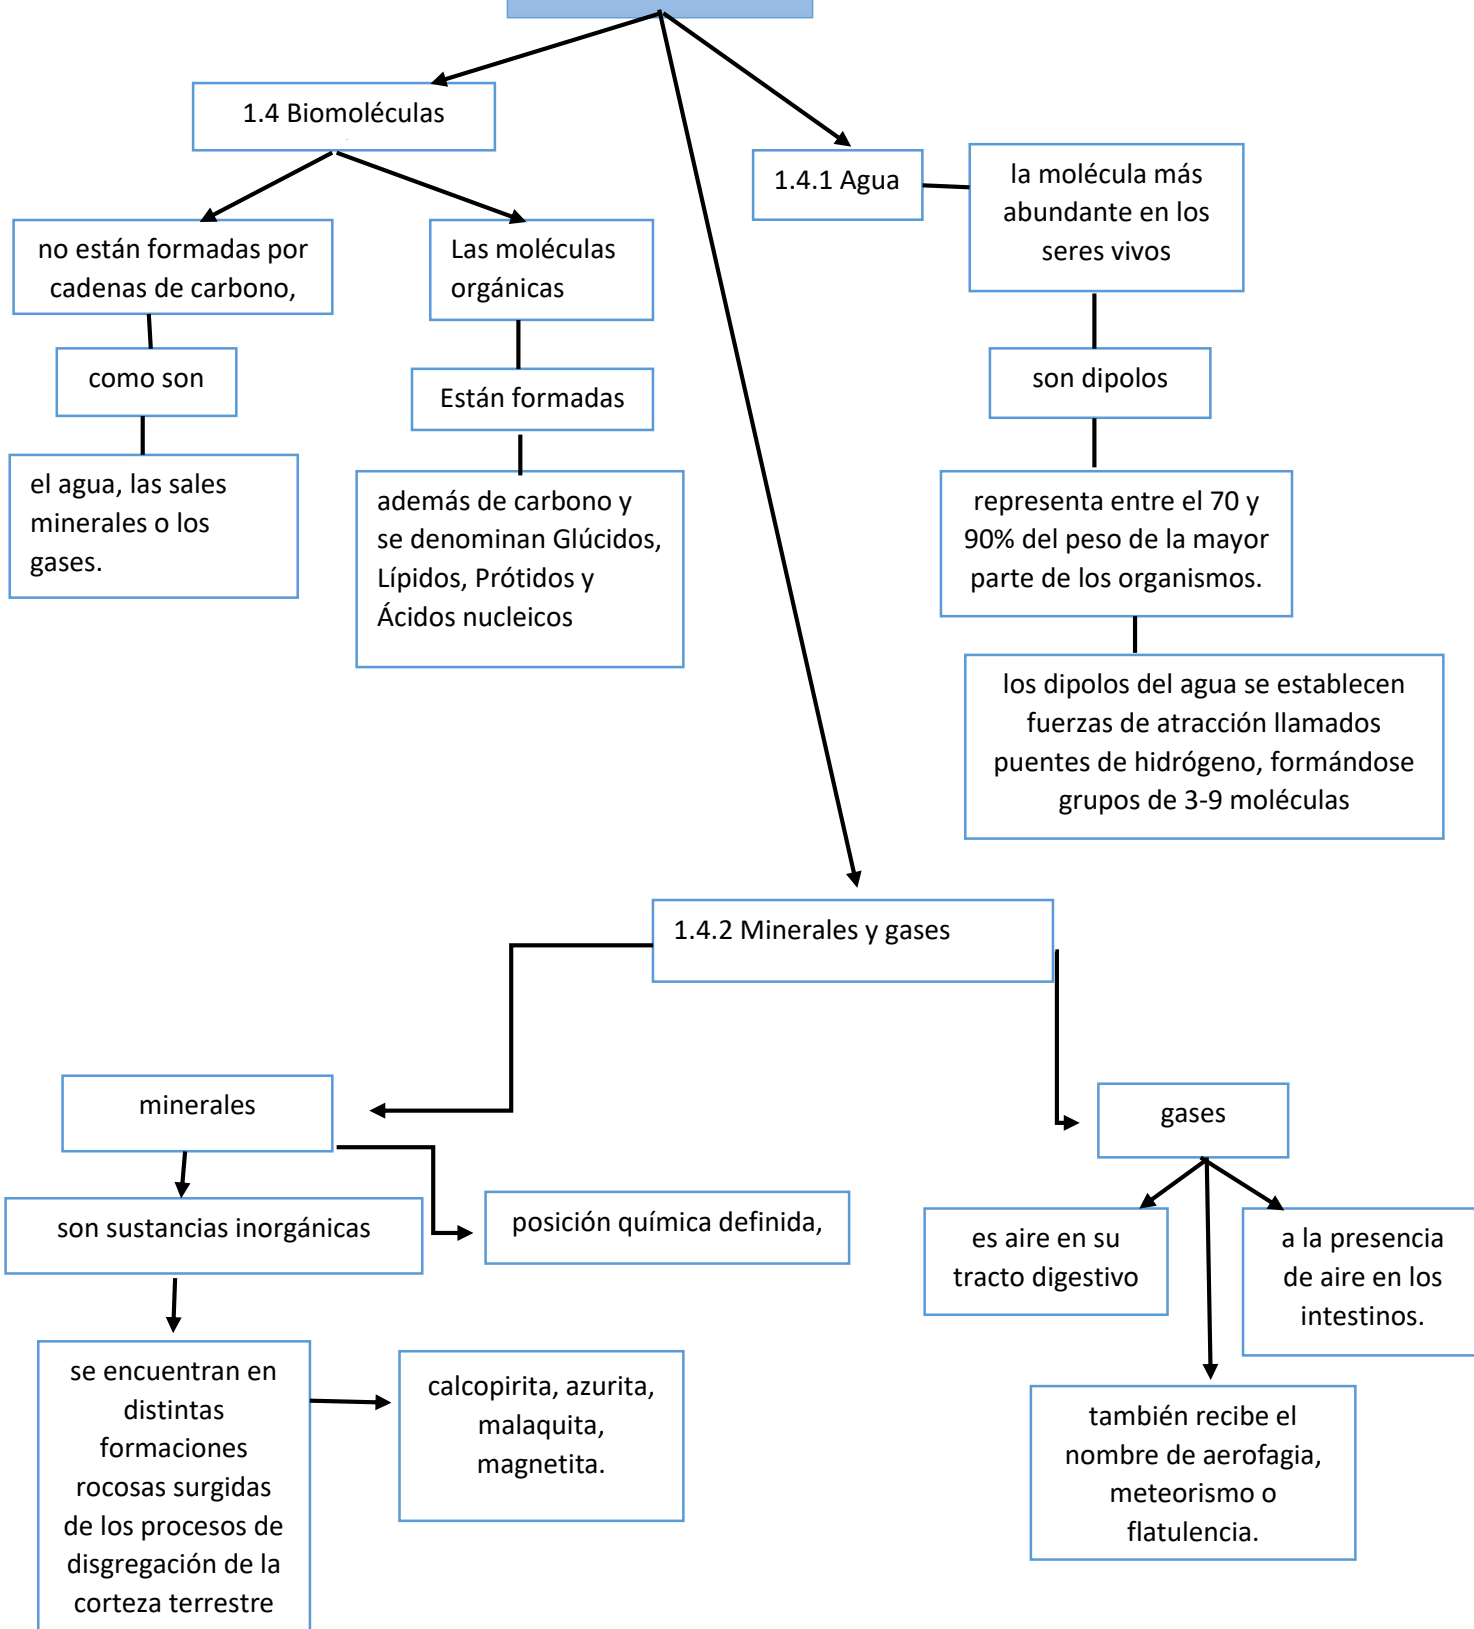 1.4 Biomoléculas
1.4.1 Agua
la molécula más
abundante en los
seres vivos
no están formadas por
cadenas de carbono,
Las moléculas
orgánicas
como son
Están formadas
son dipolos
el agua, las sales
minerales o los
gases.
además de carbono y
se denominan Glúcidos,
Lípidos, Prótidos y
Ácidos nucleicos
representa entre el 70 y
90% del peso de la mayor
parte de los organismos.
los dipolos del agua se establecen
fuerzas de atracción llamados
puentes de hidrógeno, formándose
grupos de 3-9 moléculas
1.4.2 Minerales y gases
minerales
gases
son sustancias inorgánicas
posición química definida,
es aire en su
tracto digestivo
a la presencia
de aire en los
intestinos.
se encuentran en
distintas
formaciones
rocosas surgidas
de los procesos de
disgregación de la
corteza terrestre
calcopirita, azurita,
malaquita,
magnetita.
también recibe el
nombre de aerofagia,
meteorismo o
flatulencia.